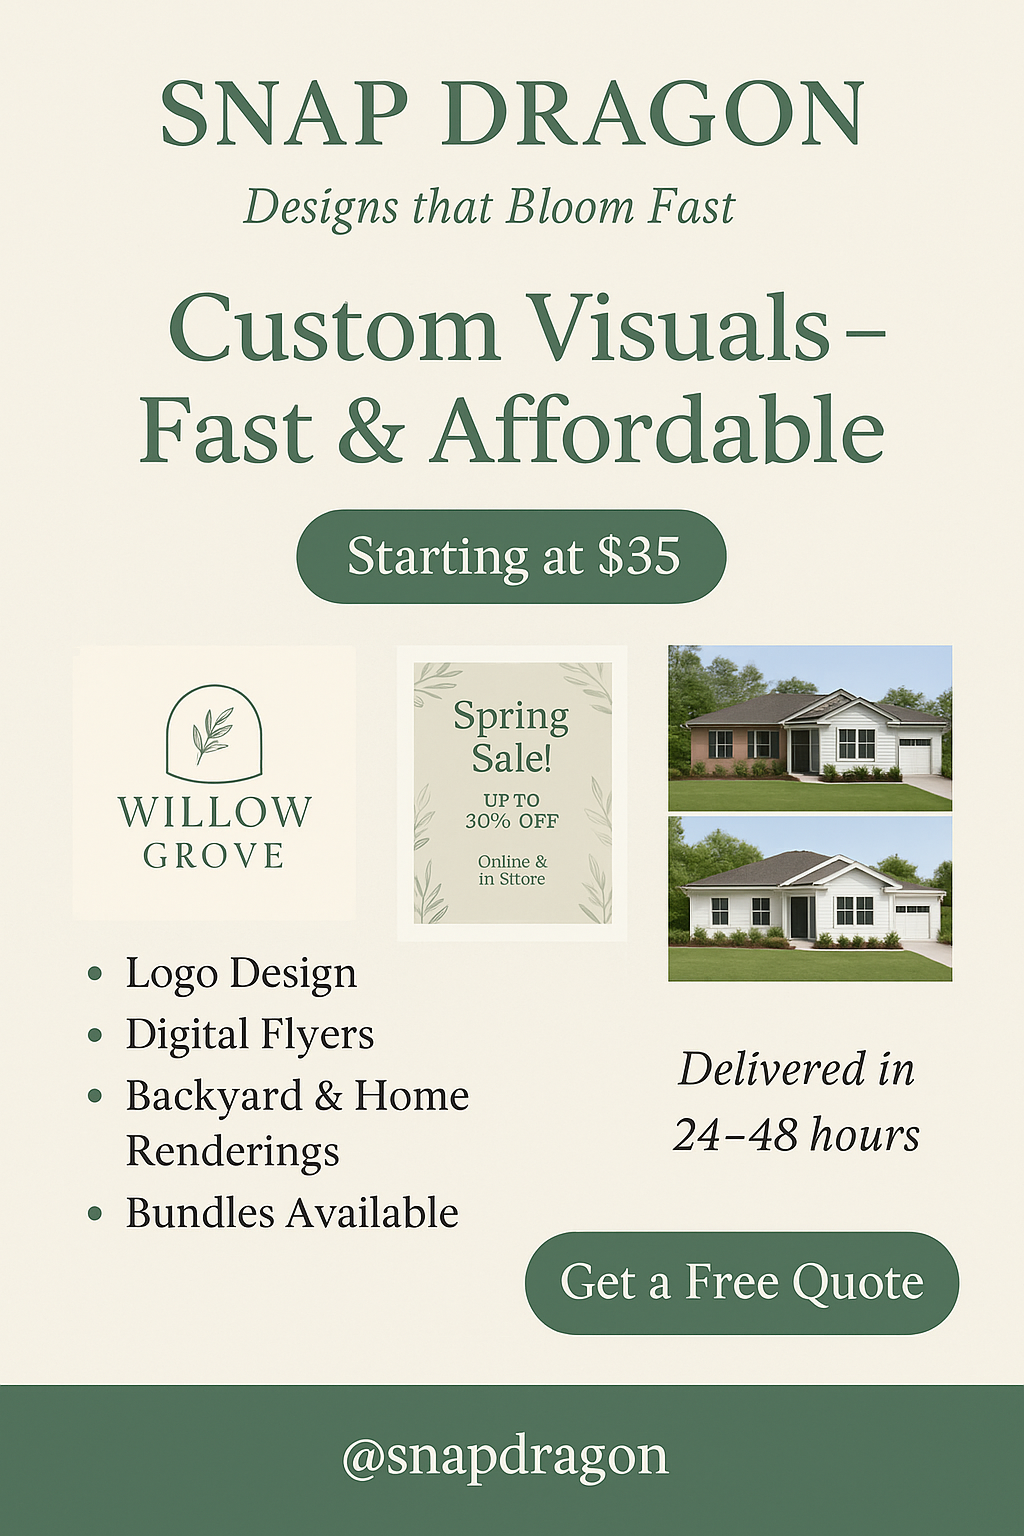 SNAP DRAGON
Designs that Bloom Fast
Custom Visuals –
Fast & Affordable
Starting at $35
WILLOW
GROVE
Spring
Sale!
UP TO
30% OFF
Online &
in Sttore
• Logo Design
• Digital Flyers
• Backyard & Home
Renderings
• Bundles Available
Delivered in
24–48 hours
Get a Free Quote
@snapdragon